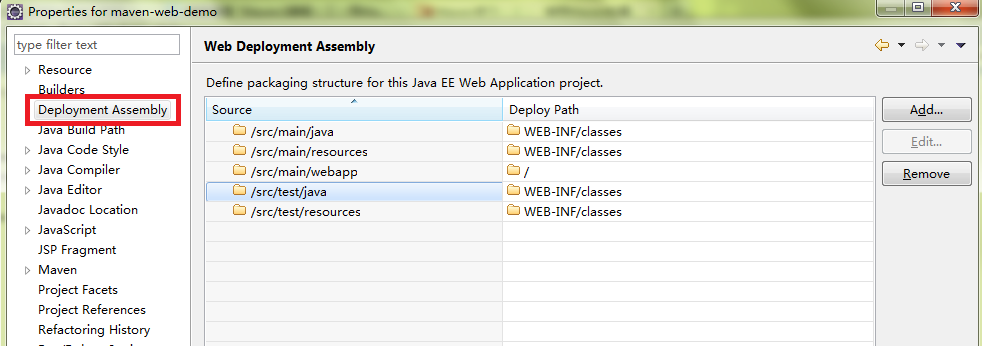 Properties for maven-web-demo
type filter text
Resource
Builders
Deployment Assembly
Java Build Path
Java Code Style
Java Compiler
Java Editor
Javadoc Location
JavaScript
JSP Fragment
Maven
Project Facets
Project References
Refactoring History
Web Deployment Assembly
Define packaging structure for this Java EE Web Application project.
Source Deploy Path
/src/main/java WEB-INF/classes
/src/main/resources WEB-INF/classes
/src/main/webapp /
/src/test/java WEB-INF/classes
/src/test/resources WEB-INF/classes
Add...
Edit...
Remove